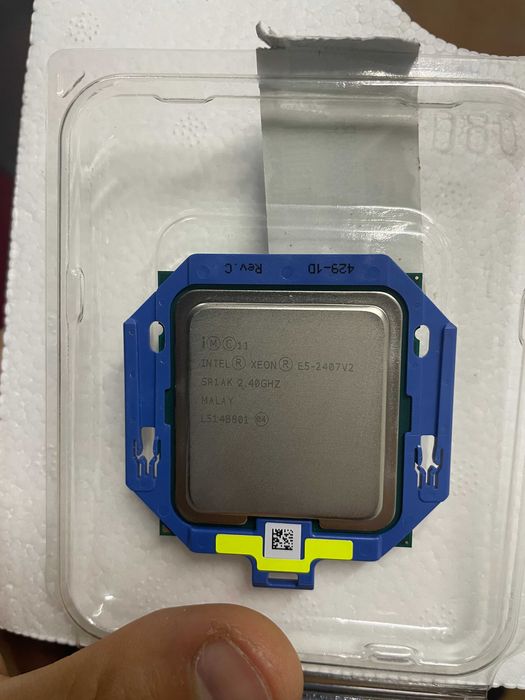 429-1D Rev.C
i Ⓜ Ⓒ 11
INTEL® XEON® E5-2407V2
SR1AK 2.40GHZ
MALAY
L514B801 e4